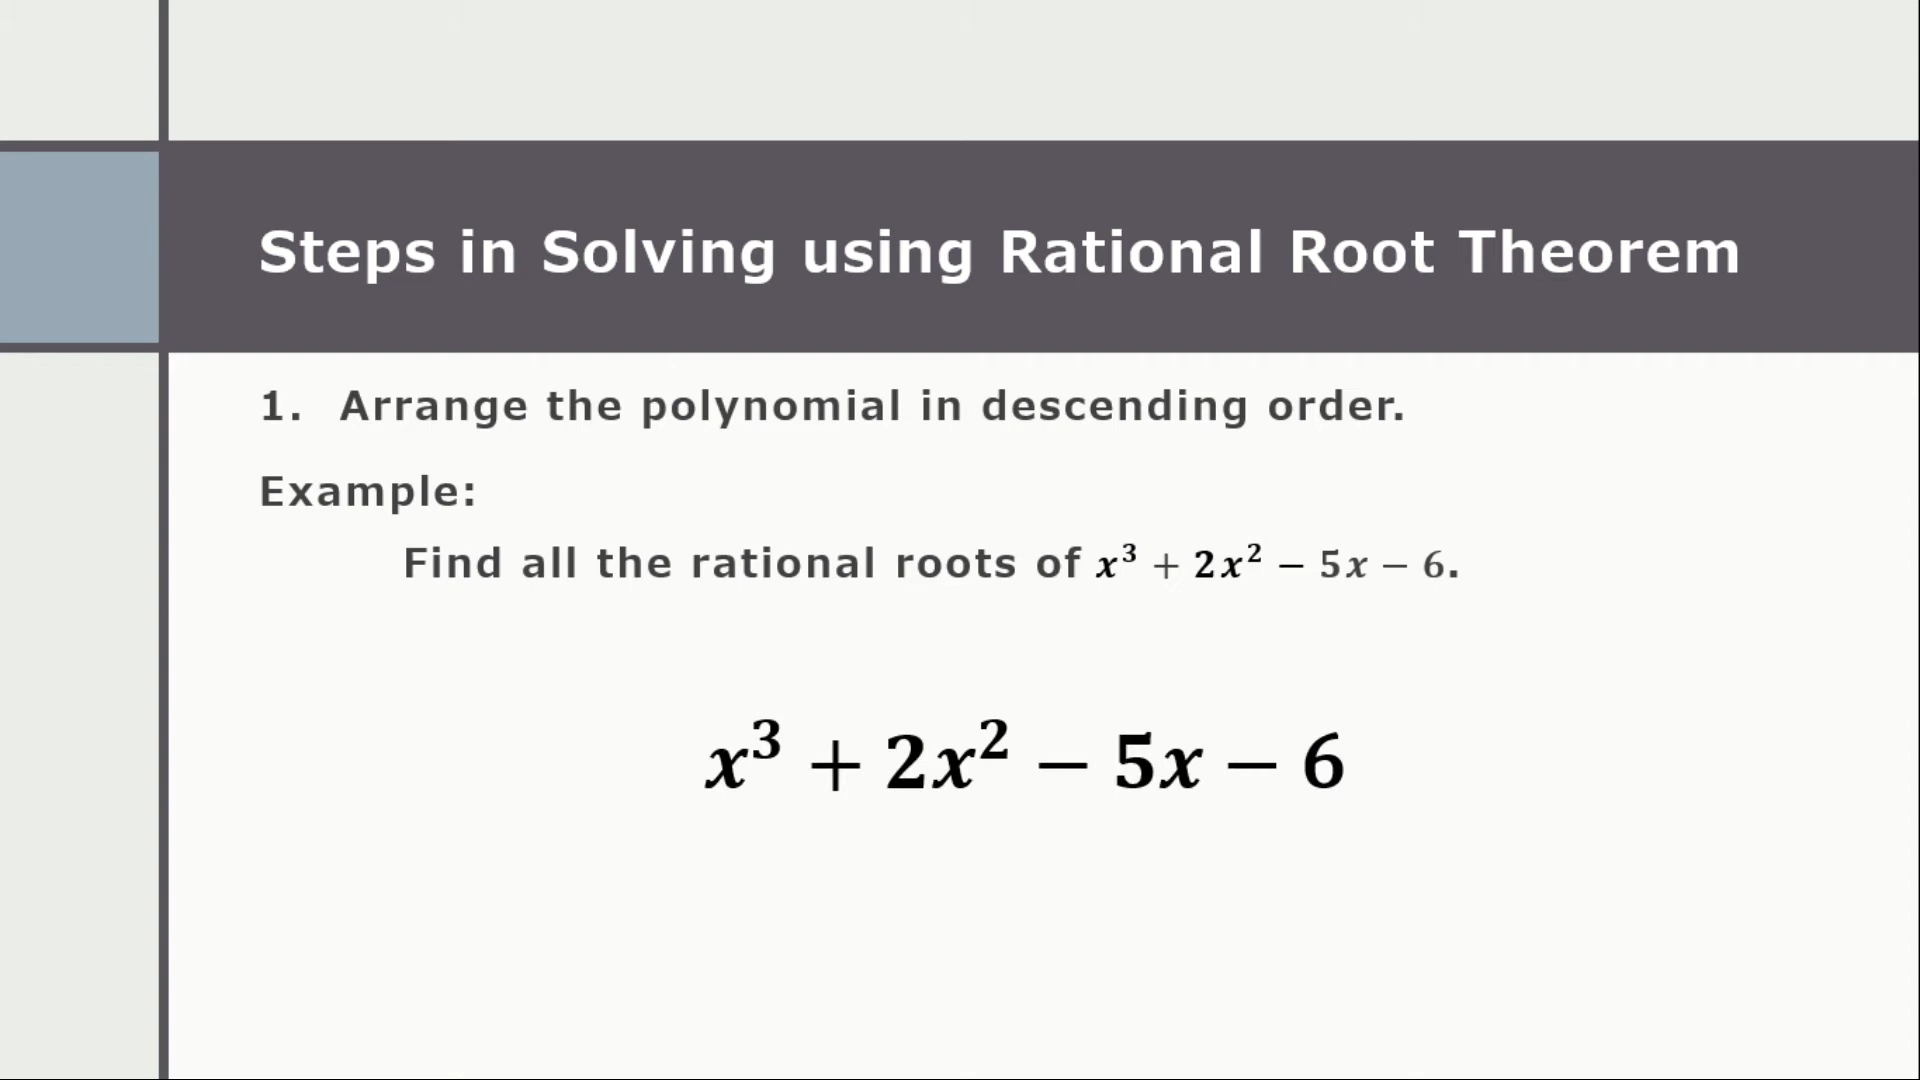 Steps in Solving using Rational Root Theorem
1. Arrange the polynomial in descending order.
Example:
Find all the rational roots of x³ + 2x² − 5x − 6.
x³ + 2x² − 5x − 6